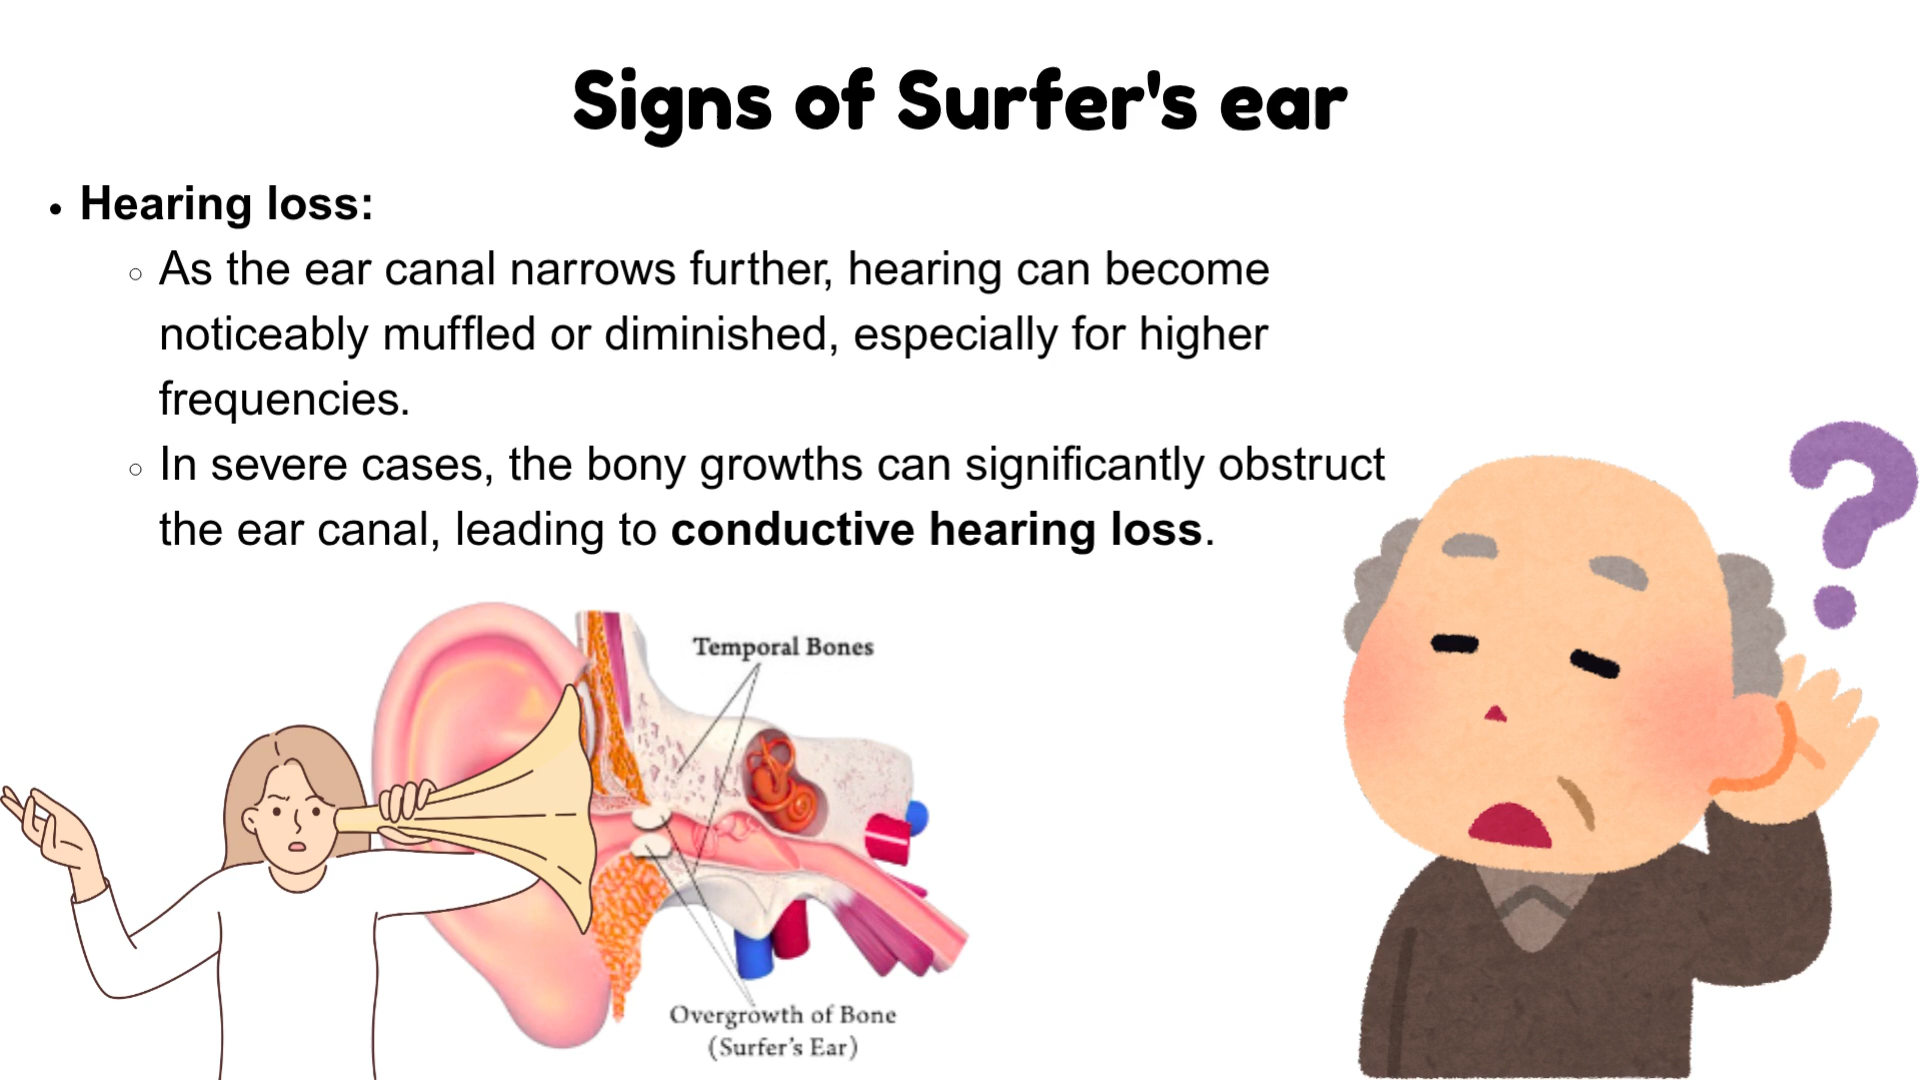 Signs of Surfer's ear
• Hearing loss:
◦ As the ear canal narrows further, hearing can become
noticeably muffled or diminished, especially for higher
frequencies.
◦ In severe cases, the bony growths can significantly obstruct
the ear canal, leading to conductive hearing loss.
?
Temporal Bones
Overgrowth of Bone
(Surfer's Ear)